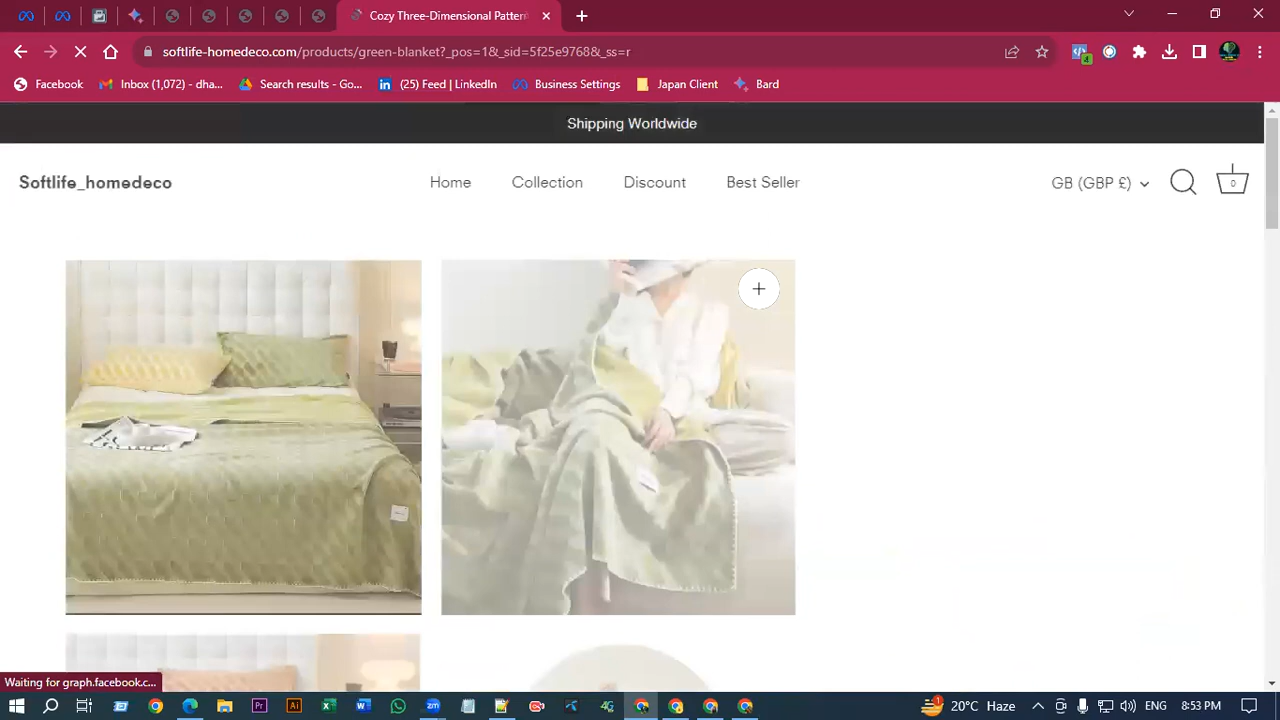 Cozy Three-Dimensional Pattern
softlife-homedeco.com/products/green-blanket?_pos=1&_sid=5f25e9768&_ss=r
4
Facebook
Inbox (1,072) - dha...
Search results - Go...
(25) Feed | LinkedIn
Business Settings
Japan Client
Bard
Shipping Worldwide
Softlife_homedeco
Home
Collection
Discount
Best Seller
GB (GBP £)
0
Waiting for graph.facebook.c...
1
20°C Haze
8:53 PM